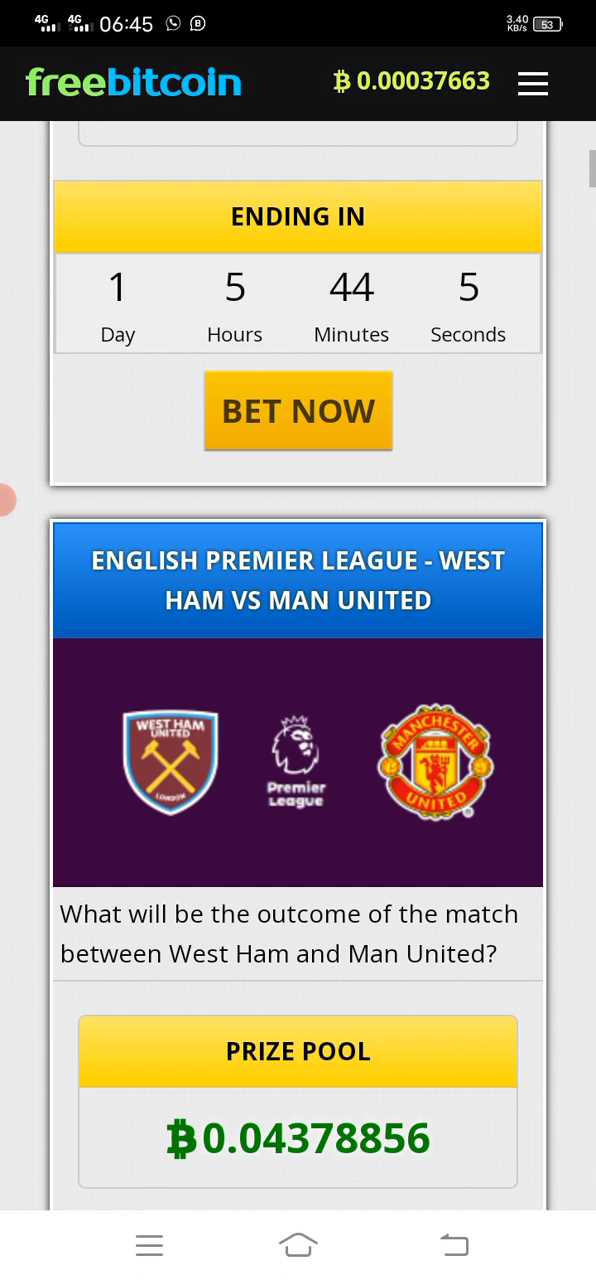 4G 4G 06:45 B 3.40 KB/s 53
freebitcoin ₿ 0.00037663
ENDING IN
1 5 44 5
Day Hours Minutes Seconds
BET NOW
ENGLISH PREMIER LEAGUE - WEST
HAM VS MAN UNITED
WEST HAM
UNITED
LONDON
Premier
League
MANCHESTER
UNITED
What will be the outcome of the match
between West Ham and Man United?
PRIZE POOL
₿0.04378856